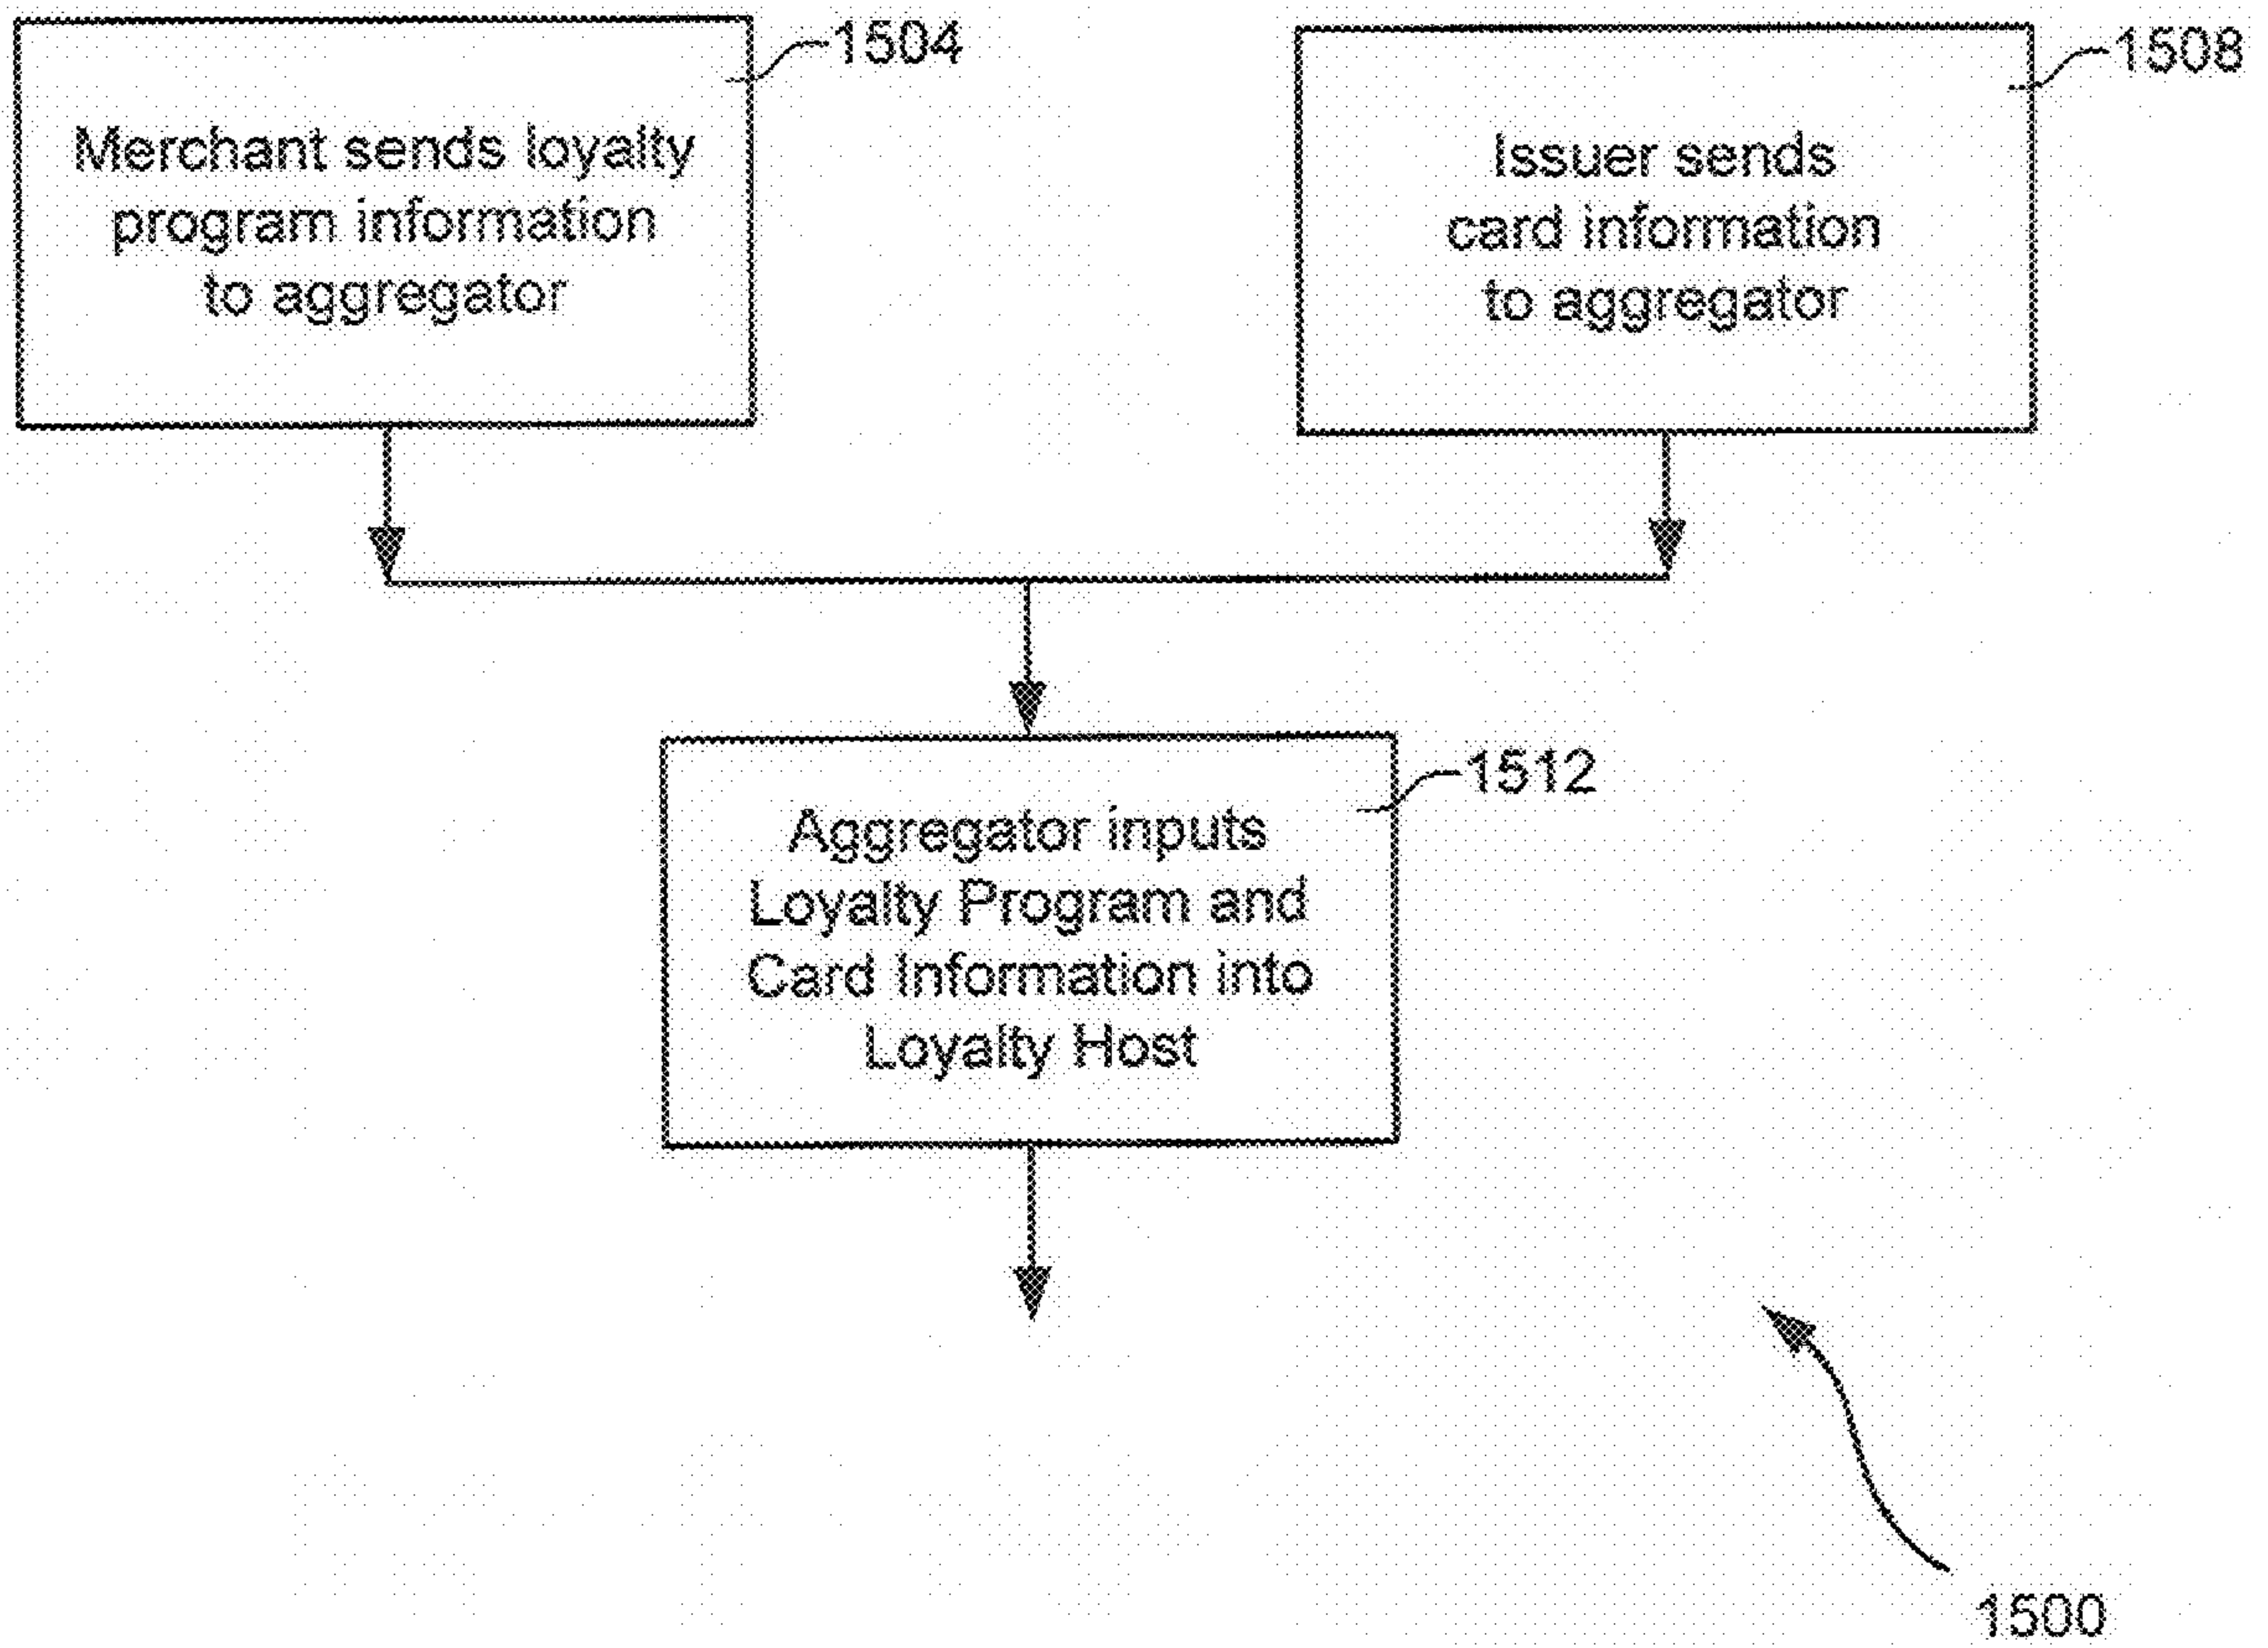 1504
Merchant sends loyalty
program information
to aggregator
1508
Issuer sends
card information
to aggregator
1512
Aggregator inputs
Loyalty Program and
Card Information into
Loyalty Host
1500